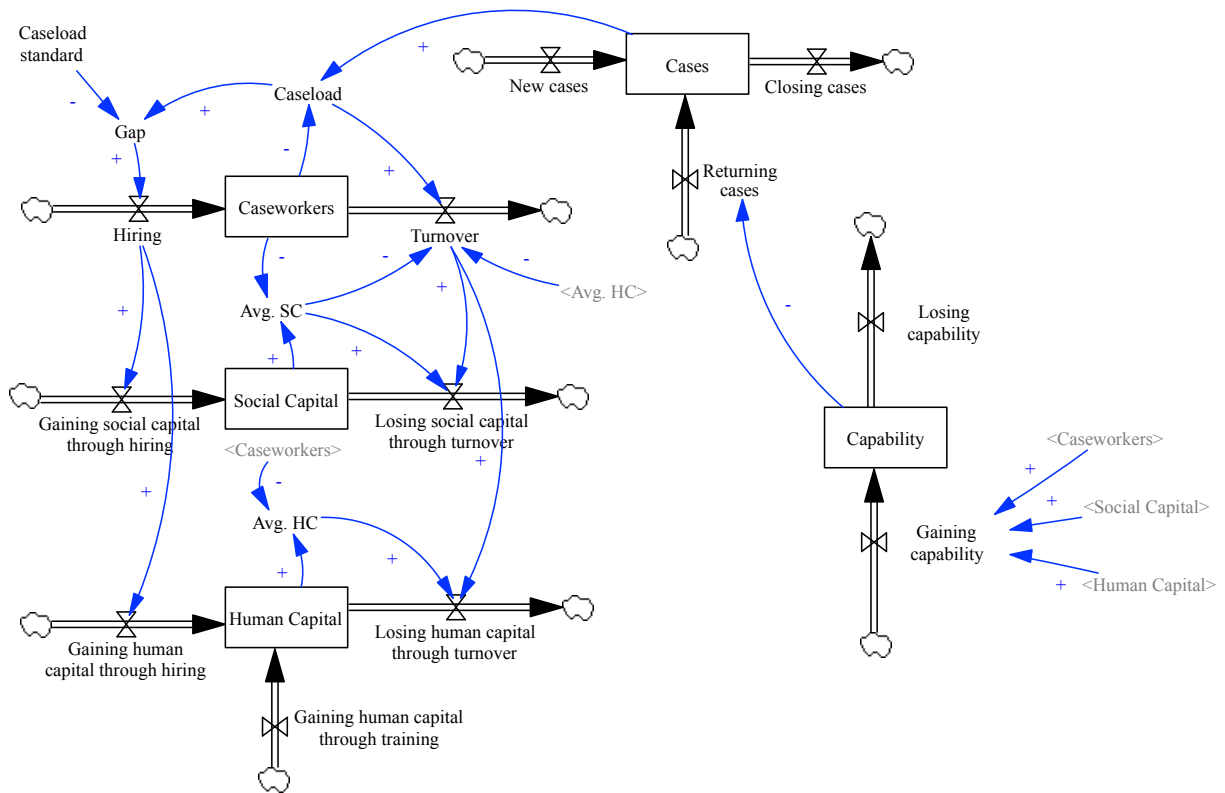 Caseload
standard
+
Cases
New cases
Closing cases
Caseload
-
+
Gap
+
-
+
Returning
cases
Caseworkers
Hiring
Turnover
-
-
-
+
<Avg. HC>
-
+
Avg. SC
Losing
capability
+
+
Social Capital
Gaining social capital
through hiring
Losing social capital
through turnover
Capability
<Caseworkers>
<Caseworkers>
+
+
-
+
+
<Social Capital>
Avg. HC
Gaining
capability
+
+
<Human Capital>
+
Human Capital
Gaining human
capital through hiring
Losing human capital
through turnover
Gaining human capital
through training